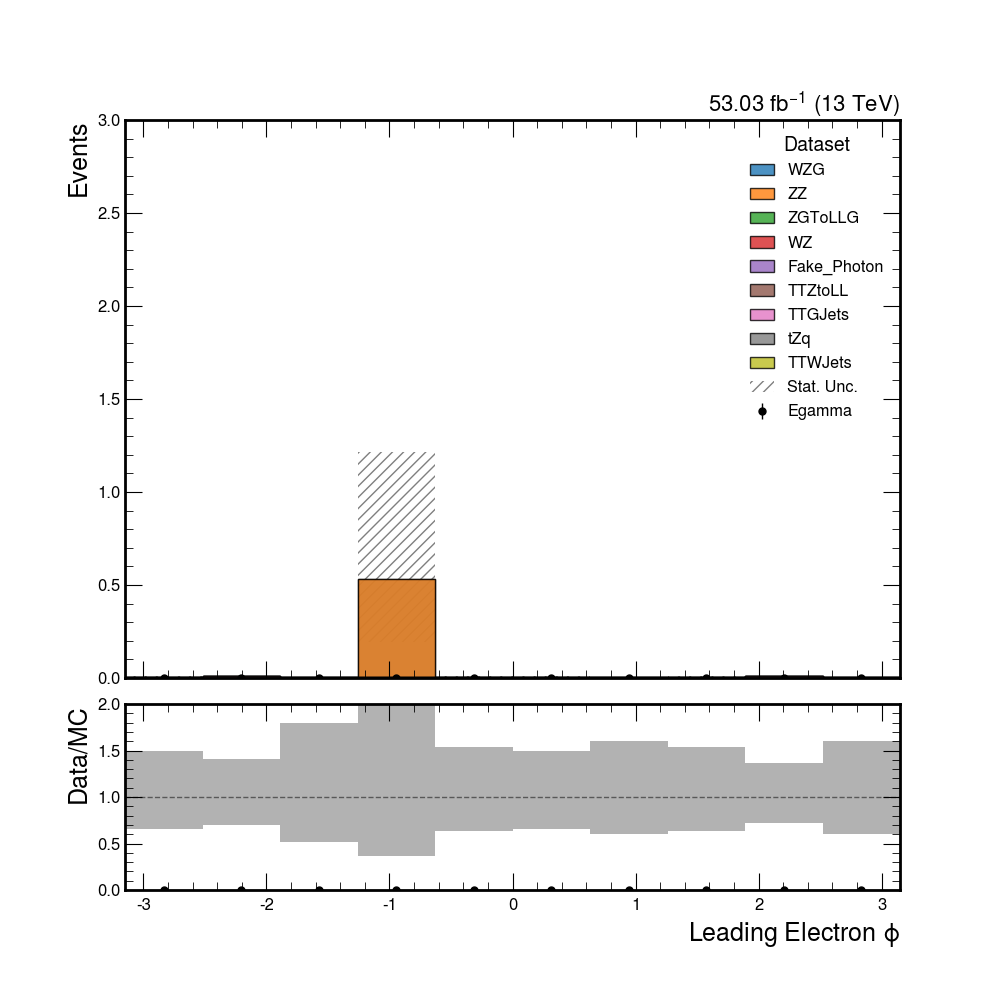 53.03 fb⁻¹ (13 TeV)
Events
3.0
2.5
2.0
1.5
1.0
0.5
0.0
Dataset
WZG
ZZ
ZGToLLG
WZ
Fake_Photon
TTZtoLL
TTGJets
tZq
TTWJets
Stat. Unc.
Egamma
Data/MC
2.0
1.5
1.0
0.5
0.0
-3 -2 -1 0 1 2 3
Leading Electron ϕ